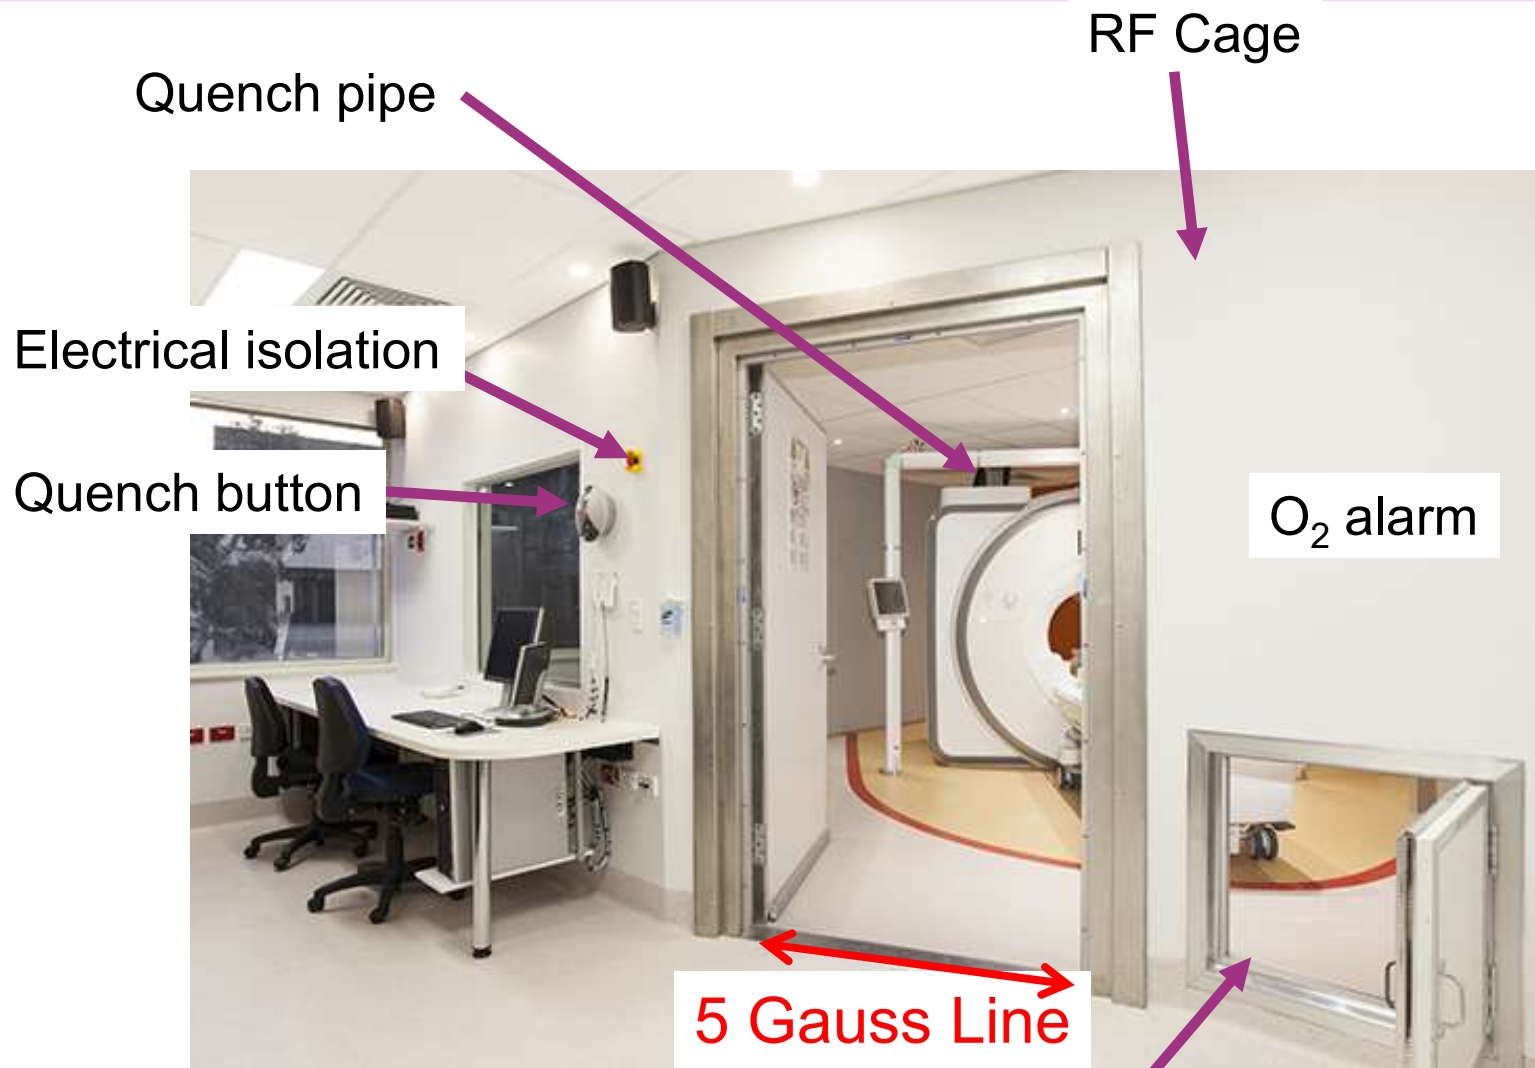 RF Cage
Quench pipe
Electrical isolation
Quench button
O₂ alarm
5 Gauss Line